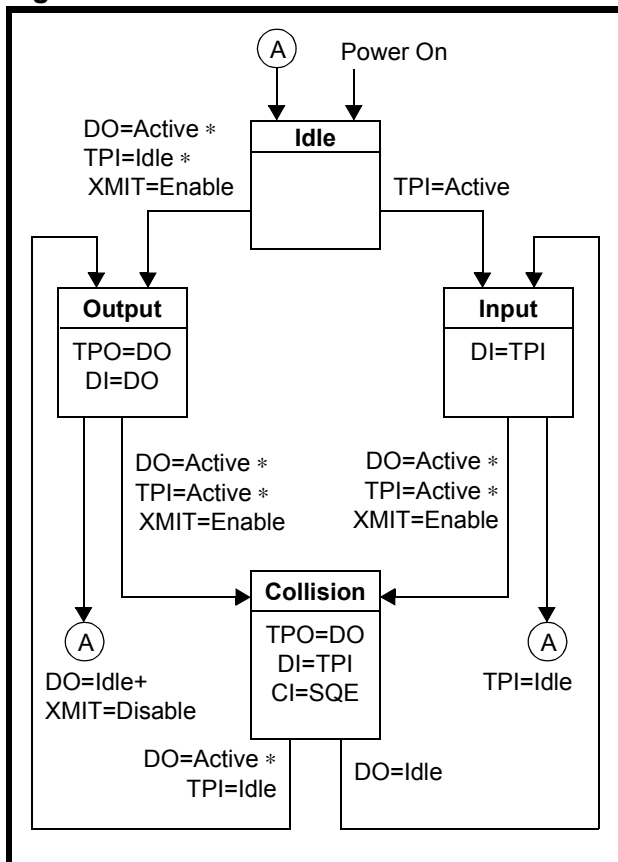 A
Power On
DO=Active *
TPI=Idle *
XMIT=Enable
Idle
TPI=Active
Output
TPO=DO
DI=DO
Input
DI=TPI
DO=Active *
TPI=Active *
XMIT=Enable
DO=Active *
TPI=Active *
XMIT=Enable
Collision
TPO=DO
DI=TPI
CI=SQE
A
DO=Idle+
XMIT=Disable
A
TPI=Idle
DO=Active *
TPI=Idle
DO=Idle